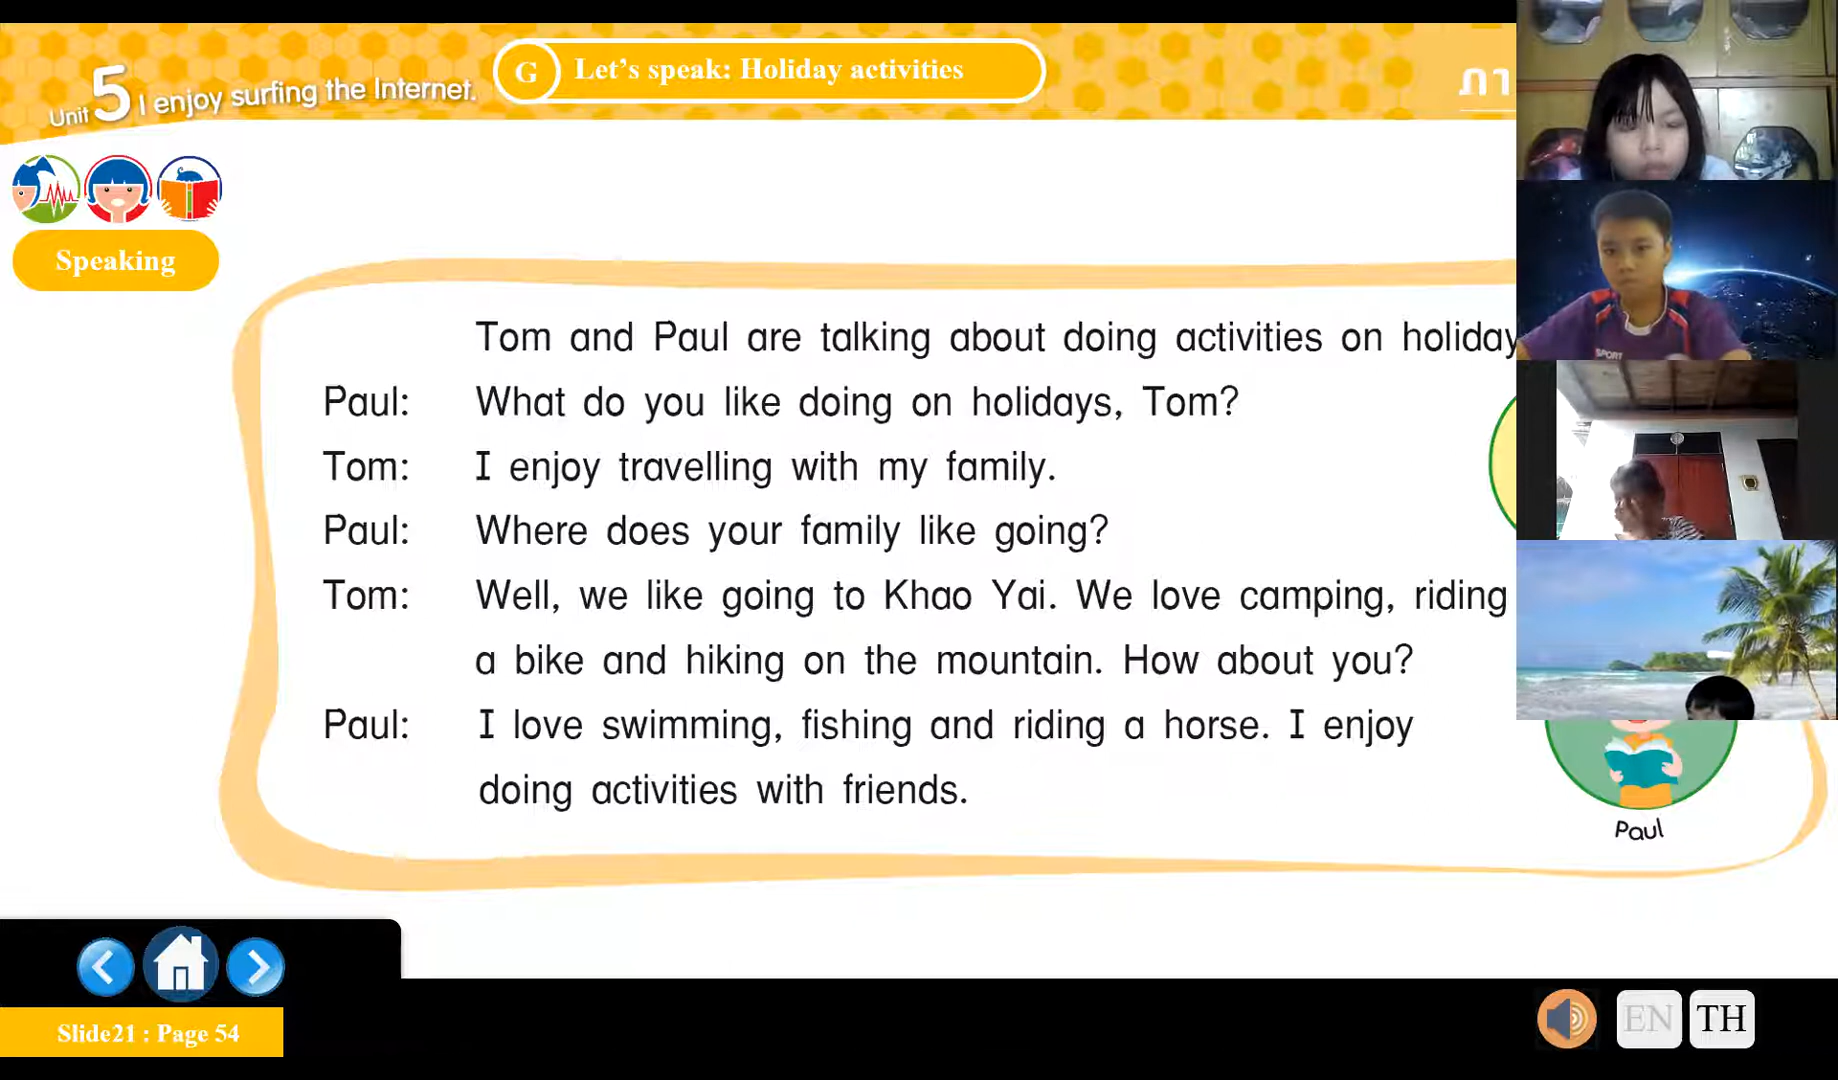 Unit 5 I enjoy surfing the Internet.
G Let's speak: Holiday activities
ภา
Speaking
Tom and Paul are talking about doing activities on holiday
Paul: What do you like doing on holidays, Tom?
Tom: I enjoy travelling with my family.
Paul: Where does your family like going?
Tom: Well, we like going to Khao Yai. We love camping, riding
a bike and hiking on the mountain. How about you?
Paul: I love swimming, fishing and riding a horse. I enjoy
doing activities with friends.
Paul
SPORT
Slide21 : Page 54
EN TH